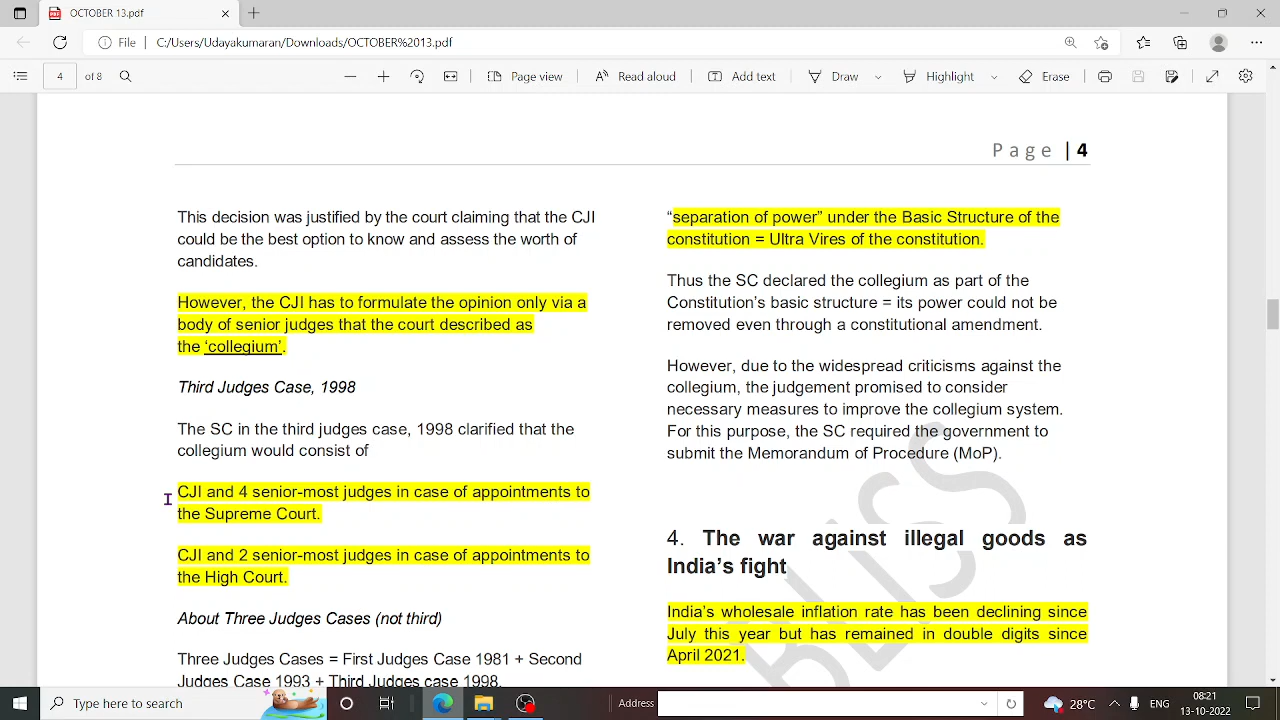 OCTOBER 13.pdf
File
C:/Users/Udayakumaran/Downloads/OCTOBER%2013.pdf
4 of 8
Page view
Read aloud
Add text
Draw
Highlight
Erase
Page | 4
This decision was justified by the court claiming that the CJI
could be the best option to know and assess the worth of
candidates.
However, the CJI has to formulate the opinion only via a
body of senior judges that the court described as
the ‘collegium’.
Third Judges Case, 1998
The SC in the third judges case, 1998 clarified that the
collegium would consist of
CJI and 4 senior-most judges in case of appointments to
the Supreme Court.
CJI and 2 senior-most judges in case of appointments to
the High Court.
About Three Judges Cases (not third)
Three Judges Cases = First Judges Case 1981 + Second
Judges Case 1993 + Third Judges case 1998.
“separation of power” under the Basic Structure of the
constitution = Ultra Vires of the constitution.
Thus the SC declared the collegium as part of the
Constitution’s basic structure = its power could not be
removed even through a constitutional amendment.
However, due to the widespread criticisms against the
collegium, the judgement promised to consider
necessary measures to improve the collegium system.
For this purpose, the SC required the government to
submit the Memorandum of Procedure (MoP).
4. The war against illegal goods as
India’s fight
India’s wholesale inflation rate has been declining since
July this year but has remained in double digits since
April 2021.
BLISS
Type here to search
Address
28°C
ENG
08:21
13-10-2022